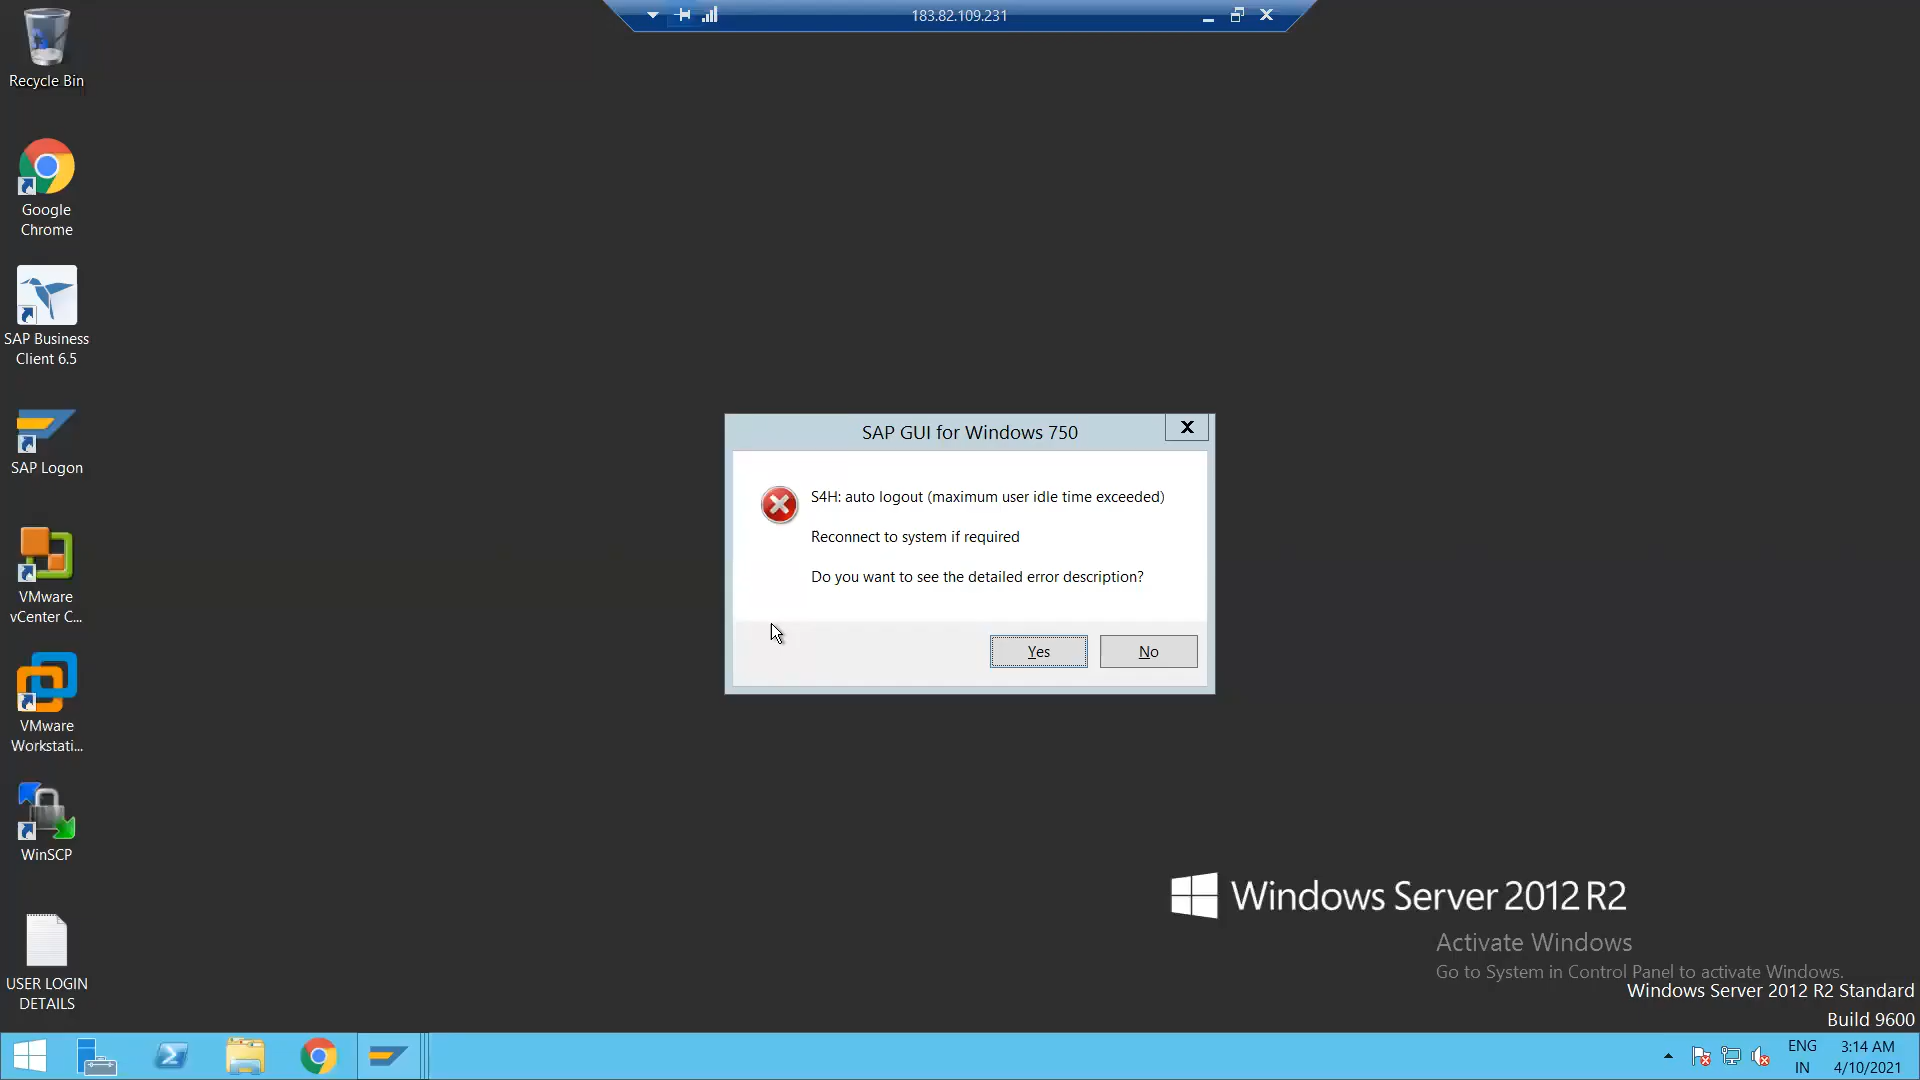 183.82.109.231
Recycle Bin
Google
Chrome
SAP Business
Client 6.5
SAP Logon
VMware
vCenter C...
VMware
Workstati...
WinSCP
USER LOGIN
DETAILS
SAP GUI for Windows 750
X
S4H: auto logout (maximum user idle time exceeded)
Reconnect to system if required
Do you want to see the detailed error description?
Yes
No
Windows Server 2012 R2
Activate Windows
Go to System in Control Panel to activate Windows.
Windows Server 2012 R2 Standard
Build 9600
ENG
IN
3:14 AM
4/10/2021